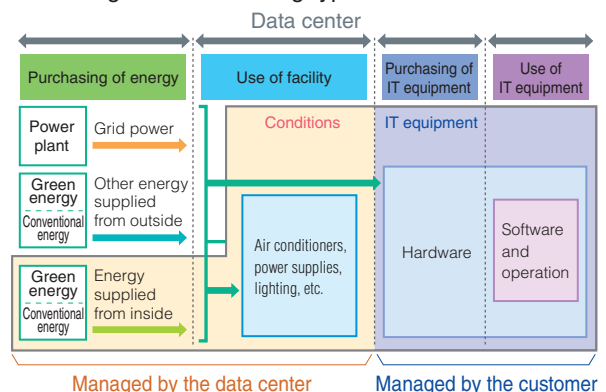 Data center
Purchasing of energy
Use of facility
Purchasing of
IT equipment
Use of
IT equipment
Power
plant
Grid power
Conditions
IT equipment
Green
energy
Conventional
energy
Other energy
supplied
from outside
Air conditioners,
power supplies,
lighting, etc.
Hardware
Software
and
operation
Green
energy
Conventional
energy
Energy
supplied
from inside
Managed by the data center
Managed by the customer